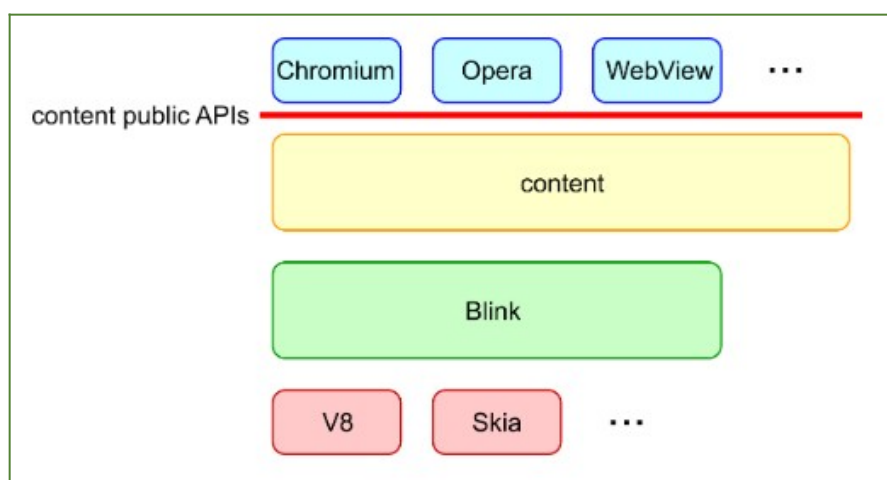 Chromium Opera WebView ...
content public APIs
content
Blink
V8 Skia ...